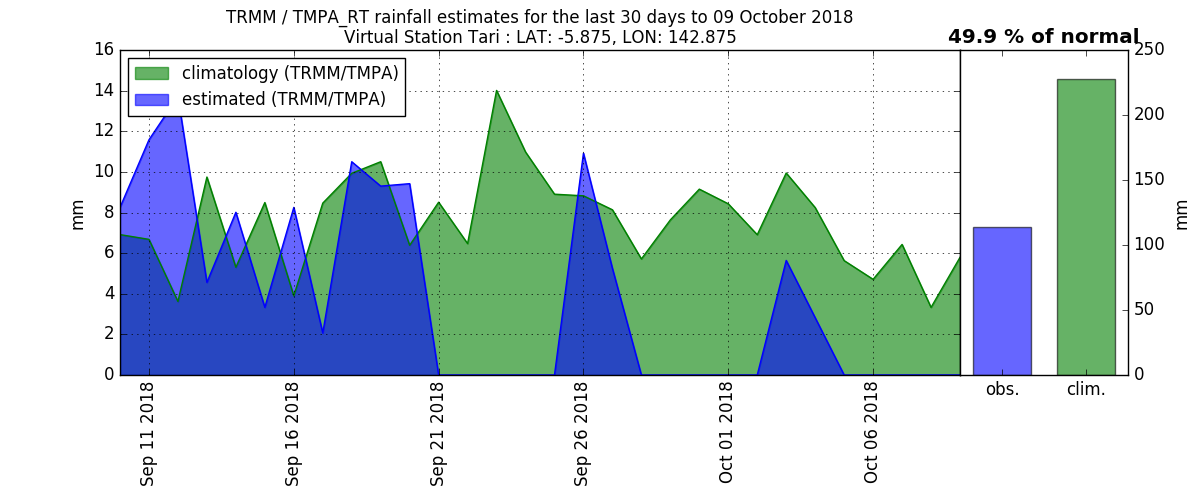 TRMM / TMPA_RT rainfall estimates for the last 30 days to 09 October 2018
Virtual Station Tari : LAT: -5.875, LON: 142.875
49.9 % of normal
climatology (TRMM/TMPA)
estimated (TRMM/TMPA)
16
14
12
10
8
6
4
2
0
mm
Sep 11 2018
Sep 16 2018
Sep 21 2018
Sep 26 2018
Oct 01 2018
Oct 06 2018
250
200
150
100
50
0
mm
obs.
clim.